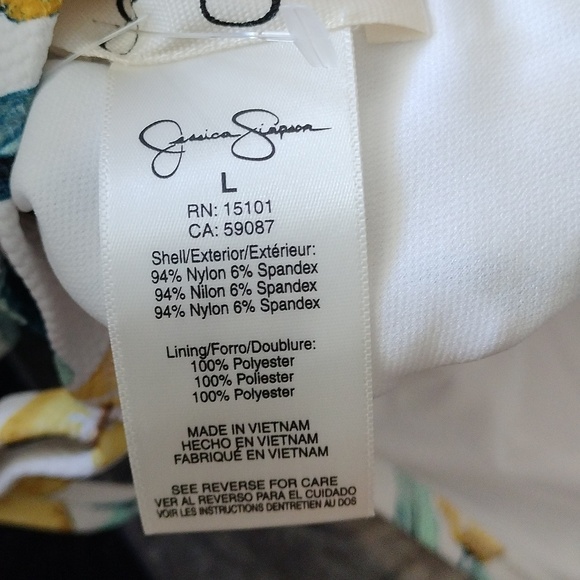 Jessica Simpson
L
RN: 15101
CA: 59087
Shell/Exterior/Extérieur:
94% Nylon 6% Spandex
94% Nilon 6% Spandex
94% Nylon 6% Spandex
Lining/Forro/Doublure:
100% Polyester
100% Poliester
100% Polyester
MADE IN VIETNAM
HECHO EN VIETNAM
FABRIQUÉ EN VIETNAM
SEE REVERSE FOR CARE
VER AL REVERSO PARA EL CUIDADO
VOIR LES INSTRUCTIONS DENTRETIEN AU DOS